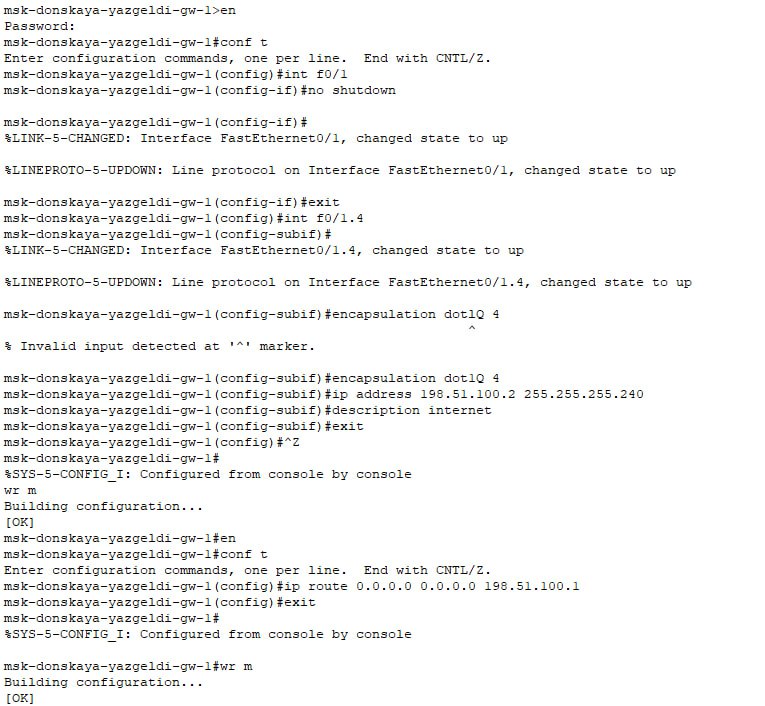 msk-donskaya-yazgeldi-gw-1>en
Password:
msk-donskaya-yazgeldi-gw-1#conf t
Enter configuration commands, one per line.  End with CNTL/Z.
msk-donskaya-yazgeldi-gw-1(config)#int f0/1
msk-donskaya-yazgeldi-gw-1(config-if)#no shutdown

msk-donskaya-yazgeldi-gw-1(config-if)#
%LINK-5-CHANGED: Interface FastEthernet0/1, changed state to up

%LINEPROTO-5-UPDOWN: Line protocol on Interface FastEthernet0/1, changed state to up

msk-donskaya-yazgeldi-gw-1(config-if)#exit
msk-donskaya-yazgeldi-gw-1(config)#int f0/1.4
msk-donskaya-yazgeldi-gw-1(config-subif)#
%LINK-5-CHANGED: Interface FastEthernet0/1.4, changed state to up

%LINEPROTO-5-UPDOWN: Line protocol on Interface FastEthernet0/1.4, changed state to up

msk-donskaya-yazgeldi-gw-1(config-subif)#encapsulation dotlQ 4
                                                          ^
% Invalid input detected at '^' marker.

msk-donskaya-yazgeldi-gw-1(config-subif)#encapsulation dot1Q 4
msk-donskaya-yazgeldi-gw-1(config-subif)#ip address 198.51.100.2 255.255.255.240
msk-donskaya-yazgeldi-gw-1(config-subif)#description internet
msk-donskaya-yazgeldi-gw-1(config-subif)#exit
msk-donskaya-yazgeldi-gw-1(config)#^Z
msk-donskaya-yazgeldi-gw-1#
%SYS-5-CONFIG_I: Configured from console by console
wr m
Building configuration...
[OK]
msk-donskaya-yazgeldi-gw-1#en
msk-donskaya-yazgeldi-gw-1#conf t
Enter configuration commands, one per line.  End with CNTL/Z.
msk-donskaya-yazgeldi-gw-1(config)#ip route 0.0.0.0 0.0.0.0 198.51.100.1
msk-donskaya-yazgeldi-gw-1(config)#exit
msk-donskaya-yazgeldi-gw-1#
%SYS-5-CONFIG_I: Configured from console by console

msk-donskaya-yazgeldi-gw-1#wr m
Building configuration...
[OK]